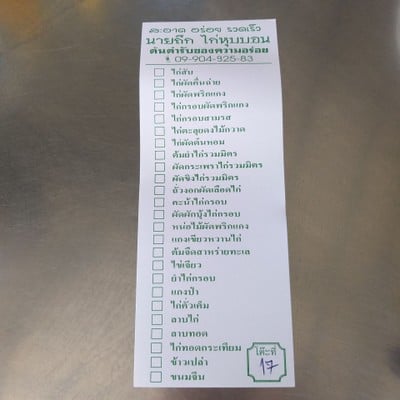 สะอาด อร่อย รวดเร็ว
นายถึก ไก่หุบบอน
ต้นตำรับของความอร่อย
09-904-325-83
ไก่สับ
ไก่ผัดขึ้นฉ่าย
ไก่ผัดพริกแกง
ไก่กรอบผัดพริกแกง
ไก่กรอบสามรส
ไก่ตะลุยดงไม้กวาด
ไก่ผัดต้นหอม
ต้มยำไก่รวมมิตร
ผัดกระเพราไก่รวมมิตร
ผัดขิงไก่รวมมิตร
ถั่วงอกผัดเลือดไก่
คะน้าไก่กรอบ
ผัดผักบุ้งไก่กรอบ
หน่อไม้ผัดพริกแกง
แกงเขียวหวานไก่
ต้มจืดสาหร่ายทะเล
ไข่เจียว
ยำไก่กรอบ
แกงป่า
ไก่คั่วเค็ม
ลาบไก่
ลาบทอด
ไก่ทอดกระเทียม
ข้าวเปล่า
ขนมจีน
โต๊ะที่
17